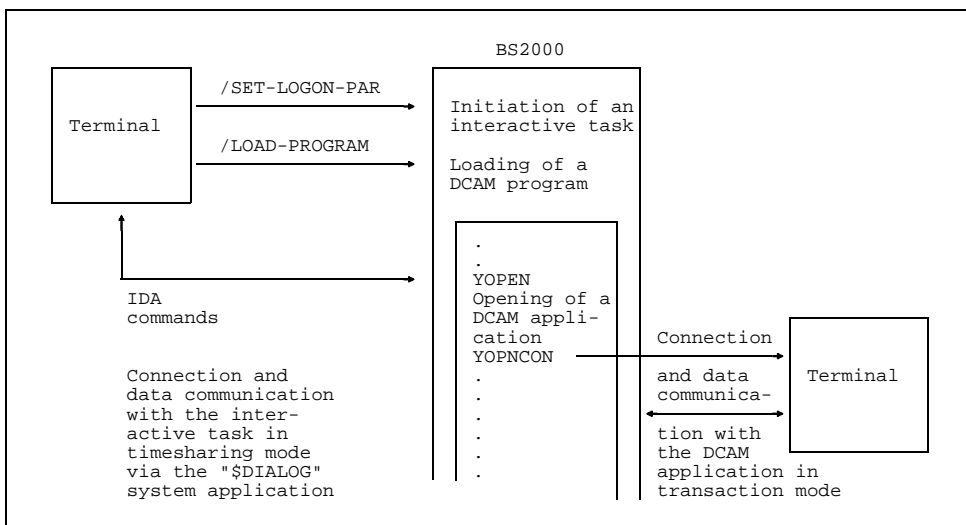 BS2000
/SET-LOGON-PAR
Terminal
/LOAD-PROGRAM
Initiation of an
interactive task
Loading of a
DCAM program
IDA
commands
Connection and
data communication
with the inter-
active task in
timesharing mode
via the "$DIALOG"
system application
.
.
YOPEN
Opening of a
DCAM appli-
cation
YOPNCON
.
.
.
.
.
.
Connection
and data
communica-
tion with
the DCAM
application in
transaction mode
Terminal